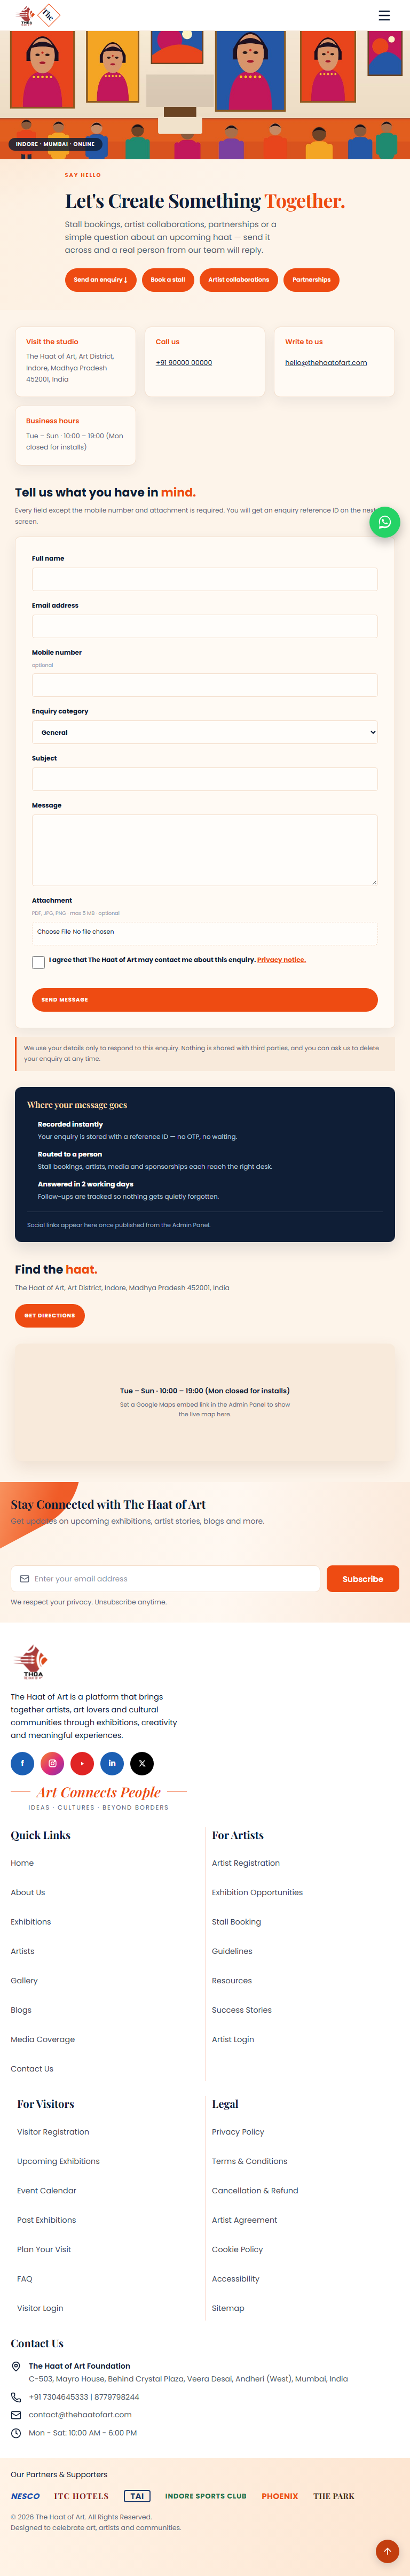 THOA
The
INDORE • MUMBAI • ONLINE
SAY HELLO
Let's Create Something Together.
Stall bookings, artist collaborations, partnerships or a
simple question about an upcoming haat — send it
across and a real person from our team will reply.
Send an enquiry ↓
Book a stall
Artist collaborations
Partnerships
Visit the studio
The Haat of Art, Art District,
Indore, Madhya Pradesh
452001, India
Call us
+91 90000 00000
Write to us
hello@thehaatofart.com
Business hours
Tue – Sun · 10:00 – 19:00 (Mon
closed for installs)
Tell us what you have in mind.
Every field except the mobile number and attachment is required. You will get an enquiry reference ID on the next
screen.
Full name
Email address
Mobile number
optional
Enquiry category
General
Subject
Message
Attachment
PDF, JPG, PNG · max 5 MB · optional
Choose File No file chosen
I agree that The Haat of Art may contact me about this enquiry. Privacy notice.
SEND MESSAGE
We use your details only to respond to this enquiry. Nothing is shared with third parties, and you can ask us to delete
your enquiry at any time.
Where your message goes
Recorded instantly
Your enquiry is stored with a reference ID — no OTP, no waiting.
Routed to a person
Stall bookings, artists, media and sponsorships each reach the right desk.
Answered in 2 working days
Follow-ups are tracked so nothing gets quietly forgotten.
Social links appear here once published from the Admin Panel.
Find the haat.
The Haat of Art, Art District, Indore, Madhya Pradesh 452001, India
GET DIRECTIONS
Tue – Sun · 10:00 – 19:00 (Mon closed for installs)
Set a Google Maps embed link in the Admin Panel to show
the live map here.
Stay Connected with The Haat of Art
Get updates on upcoming exhibitions, artist stories, blogs and more.
Enter your email address
Subscribe
We respect your privacy. Unsubscribe anytime.
THOA
The Haat of Art is a platform that brings
together artists, art lovers and cultural
communities through exhibitions, creativity
and meaningful experiences.
Art Connects People
IDEAS · CULTURES · BEYOND BORDERS
Quick Links
Home
About Us
Exhibitions
Artists
Gallery
Blogs
Media Coverage
Contact Us
For Artists
Artist Registration
Exhibition Opportunities
Stall Booking
Guidelines
Resources
Success Stories
Artist Login
For Visitors
Visitor Registration
Upcoming Exhibitions
Event Calendar
Past Exhibitions
Plan Your Visit
FAQ
Visitor Login
Legal
Privacy Policy
Terms & Conditions
Cancellation & Refund
Artist Agreement
Cookie Policy
Accessibility
Sitemap
Contact Us
The Haat of Art Foundation
C-503, Mayro House, Behind Crystal Plaza, Veera Desai, Andheri (West), Mumbai, India
+91 7304645333 | 8779798244
contact@thehaatofart.com
Mon - Sat: 10:00 AM - 6:00 PM
Our Partners & Supporters
NESCO
ITC HOTELS
TAI
INDORE SPORTS CLUB
PHOENIX
THE PARK
© 2026 The Haat of Art. All Rights Reserved.
Designed to celebrate art, artists and communities.